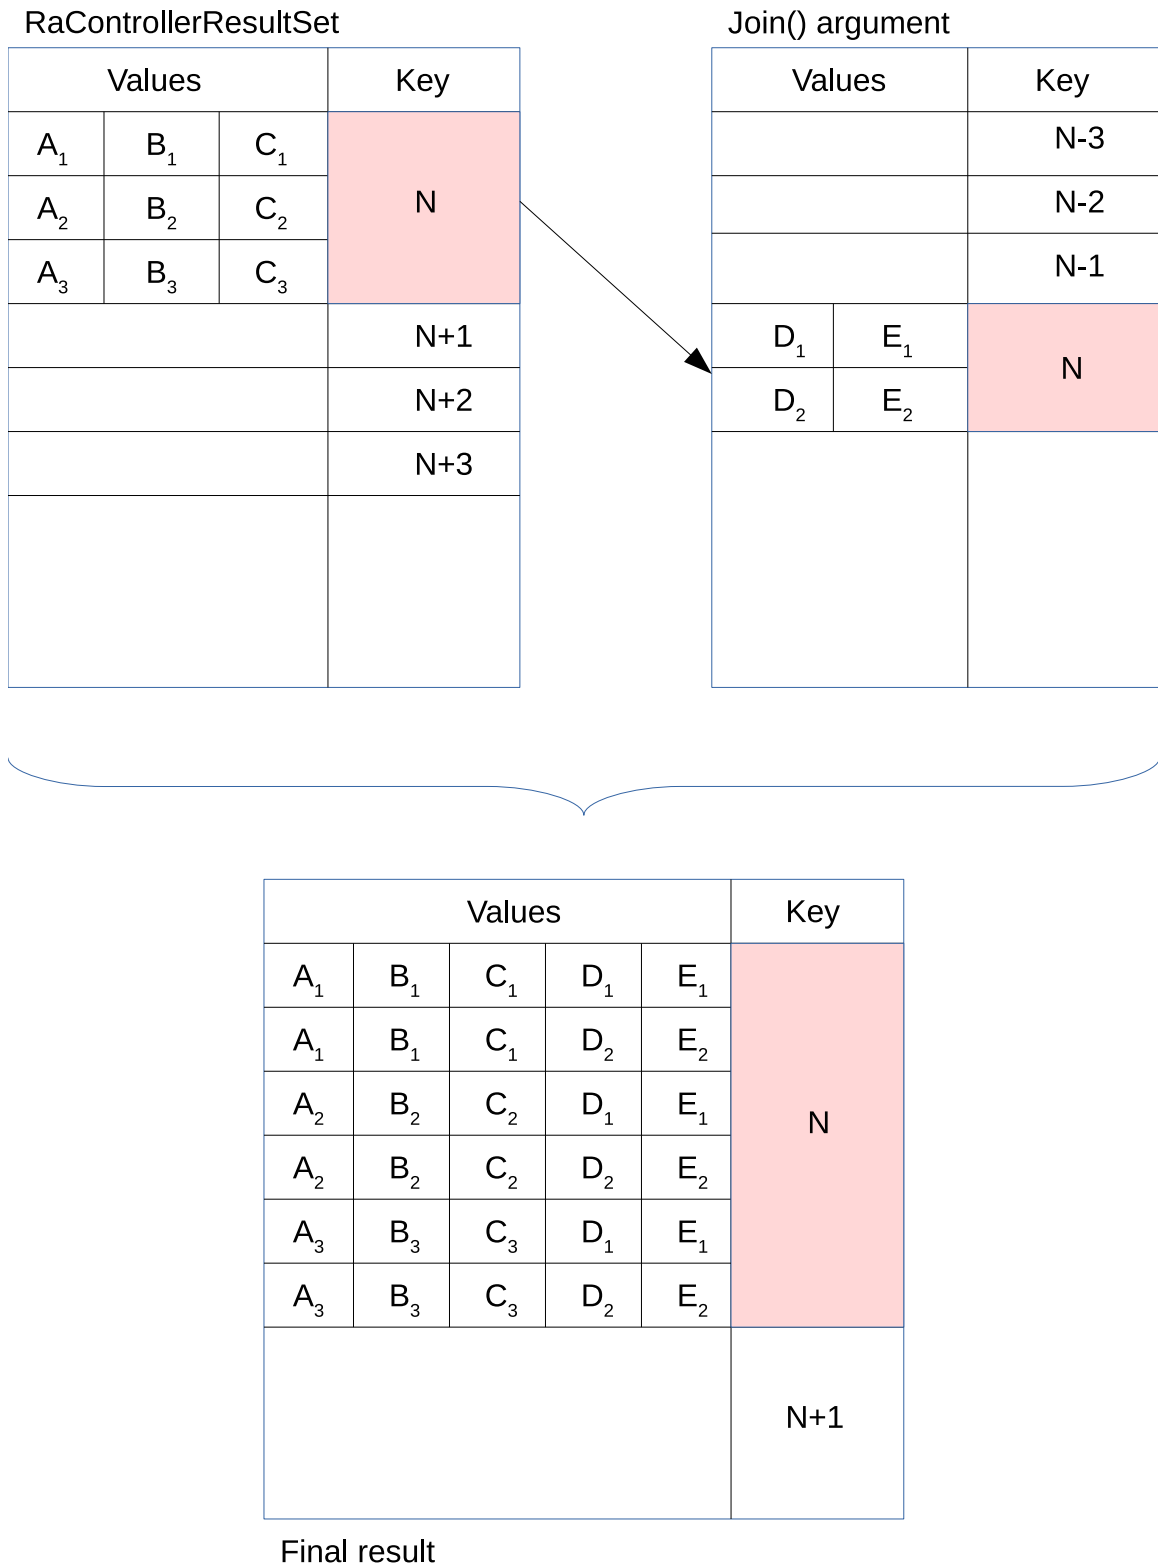 RaControllerResultSet
Values Key
A1 B1 C1
A2 B2 C2
A3 B3 C3
N
N+1
N+2
N+3
Join() argument
Values Key
N-3
N-2
N-1
D1 E1
D2 E2
N
Values Key
A1 B1 C1 D1 E1
A1 B1 C1 D2 E2
A2 B2 C2 D1 E1
A2 B2 C2 D2 E2
A3 B3 C3 D1 E1
A3 B3 C3 D2 E2
N
N+1
Final result